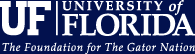 UF UNIVERSITY of
FLORIDA
The Foundation for The Gator Nation